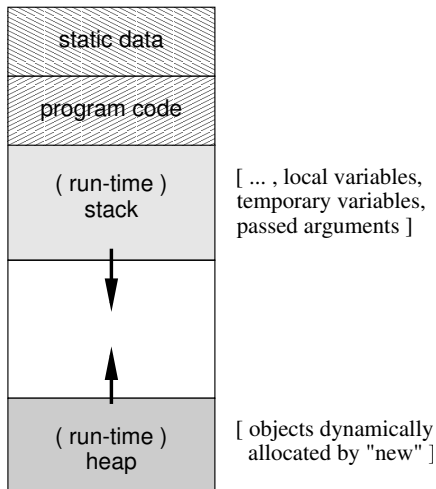 static data
program code
( run-time )
stack
[ ... , local variables,
temporary variables,
passed arguments ]
( run-time )
heap
[ objects dynamically
allocated by "new" ]